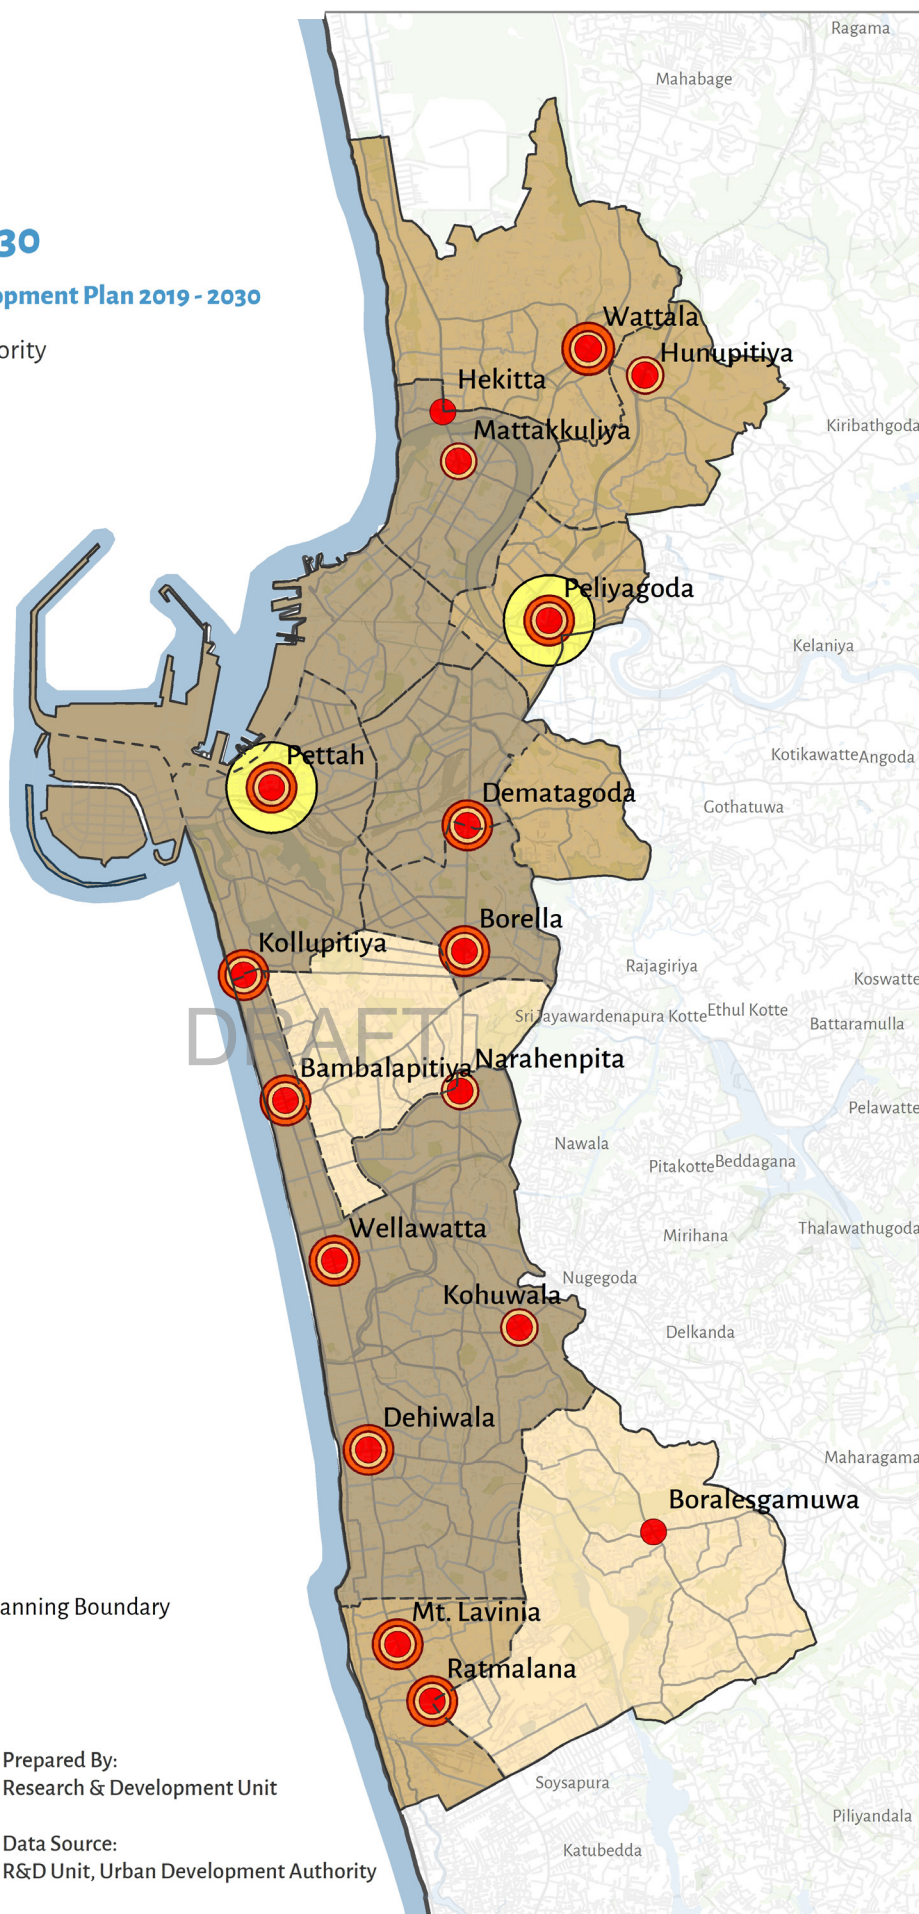 Ragama
Mahabage
30
opment Plan 2019 - 2030
ority
Wattala
Hunupitiya
Hekitta
Kiribathgoda
Mattakkuliya
Peliyagoda
Kelaniya
Pettah
Kotikawatte
Angoda
Dematagoda
Gothatuwa
Borella
Kollupitiya
Rajagiriya
Koswatte
DRAFT
Sri Jayawardenapura Kotte
Ethul Kotte
Battaramulla
Bambalapitiya
Narahenpita
Pelawatte
Nawala
Pitakotte
Beddagana
Wellawatta
Mirihana
Thalawathugoda
Nugegoda
Kohuwala
Delkanda
Dehiwala
Maharagama
Boralesgamuwa
anning Boundary
Mt. Lavinia
Ratmalana
Prepared By:
Research & Development Unit
Soysapura
Piliyandala
Data Source:
R&D Unit, Urban Development Authority
Katubedda